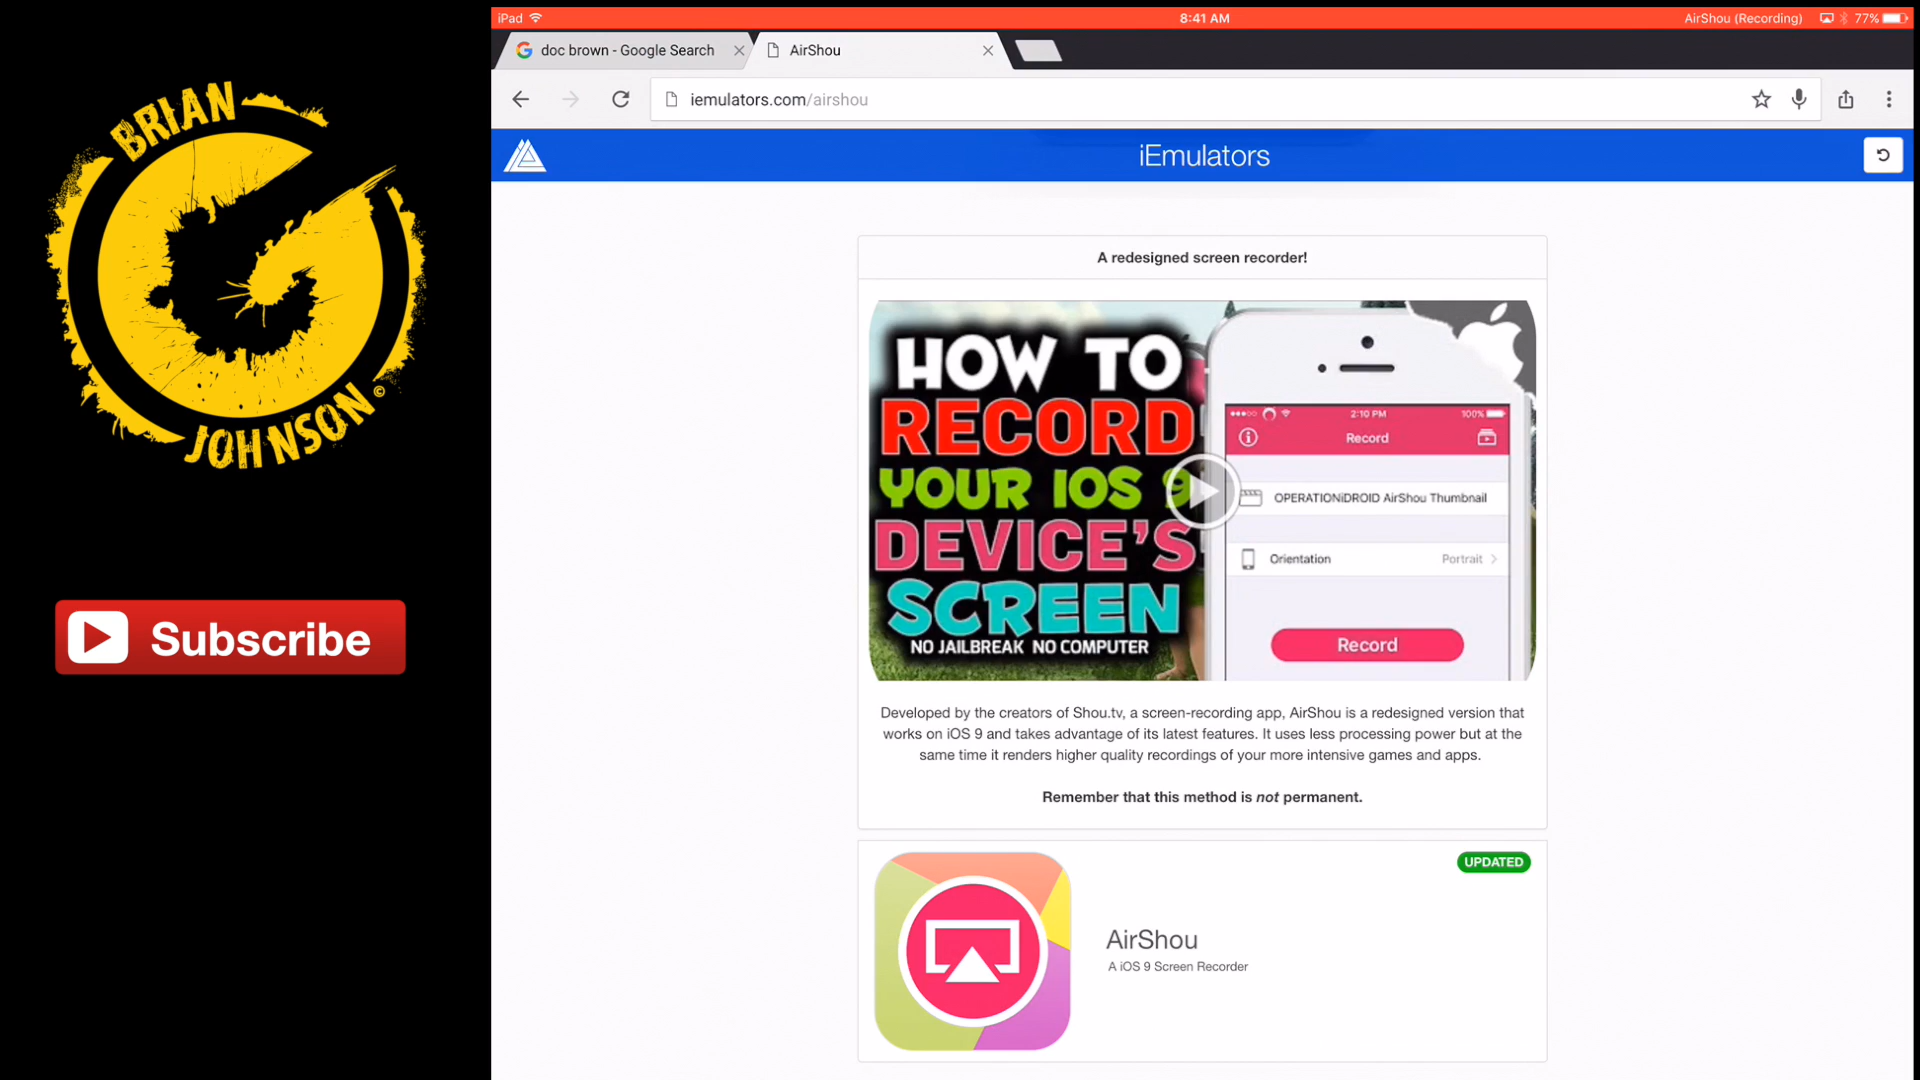 BRIAN
JOHNSON ©
Subscribe
iPad
8:41 AM
AirShou (Recording)
77%
doc brown - Google Search
AirShou
iemulators.com/airshou
iEmulators
A redesigned screen recorder!
HOW TO
RECORD
YOUR IOS 9
DEVICE'S
SCREEN
NO JAILBREAK NO COMPUTER
2:10 PM
100%
Record
OPERATIONiDROID AirShou Thumbnail
Orientation
Portrait
Record
Developed by the creators of Shou.tv, a screen-recording app, AirShou is a redesigned version that
works on iOS 9 and takes advantage of its latest features. It uses less processing power but at the
same time it renders higher quality recordings of your more intensive games and apps.
Remember that this method is not permanent.
UPDATED
AirShou
A iOS 9 Screen Recorder